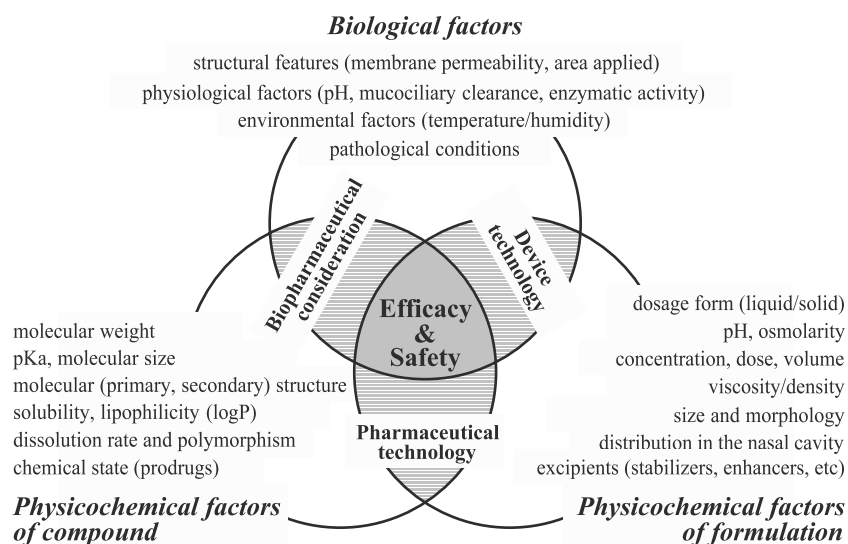 Biological factors
structural features (membrane permeability, area applied)
physiological factors (pH, mucociliary clearance, enzymatic activity)
environmental factors (temperature/humidity)
pathological conditions
Biopharmaceutical
consideration
Device
technology
Efficacy
&
Safety
Pharmaceutical
technology
molecular weight
pKa, molecular size
molecular (primary, secondary) structure
solubility, lipophilicity (logP)
dissolution rate and polymorphism
chemical state (prodrugs)
Physicochemical factors
of compound
dosage form (liquid/solid)
pH, osmolarity
concentration, dose, volume
viscosity/density
size and morphology
distribution in the nasal cavity
excipients (stabilizers, enhancers, etc)
Physicochemical factors
of formulation